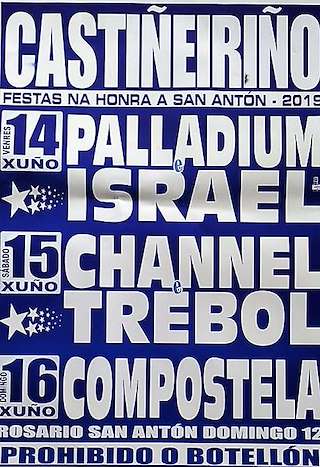 CASTIÑEIRIÑO
FESTAS NA HONRA A SAN ANTÓN - 2019
VENRES 14 XUÑO
PALLADIUM
e
ISRAEL
SÁBADO 15 XUÑO
CHANNEL
e
TREBOL
DOMINGO 16 XUÑO
COMPOSTELA
ROSARIO SAN ANTÓN DOMINGO 12
PROHIBIDO O BOTELLÓN